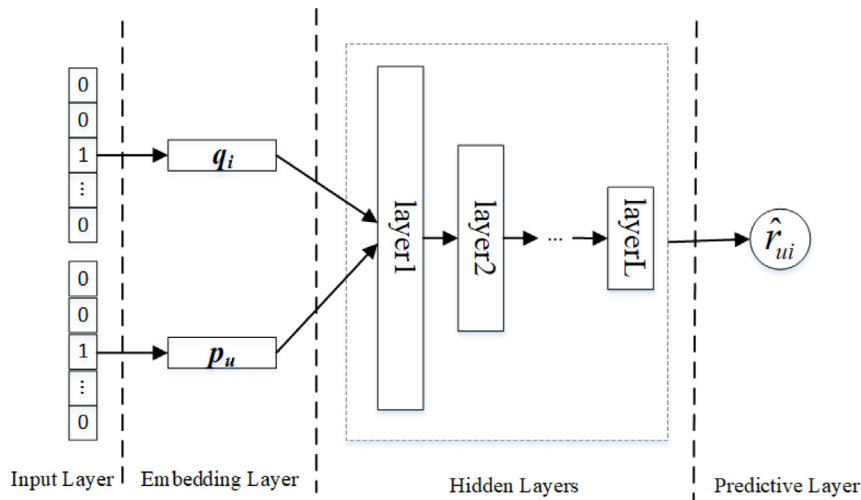 0
0
1
⋮
0
0
0
1
⋮
0
q_i
p_u
layer1
layer2
...
layerL
r̂_{ui}
Input Layer
Embedding Layer
Hidden Layers
Predictive Layer